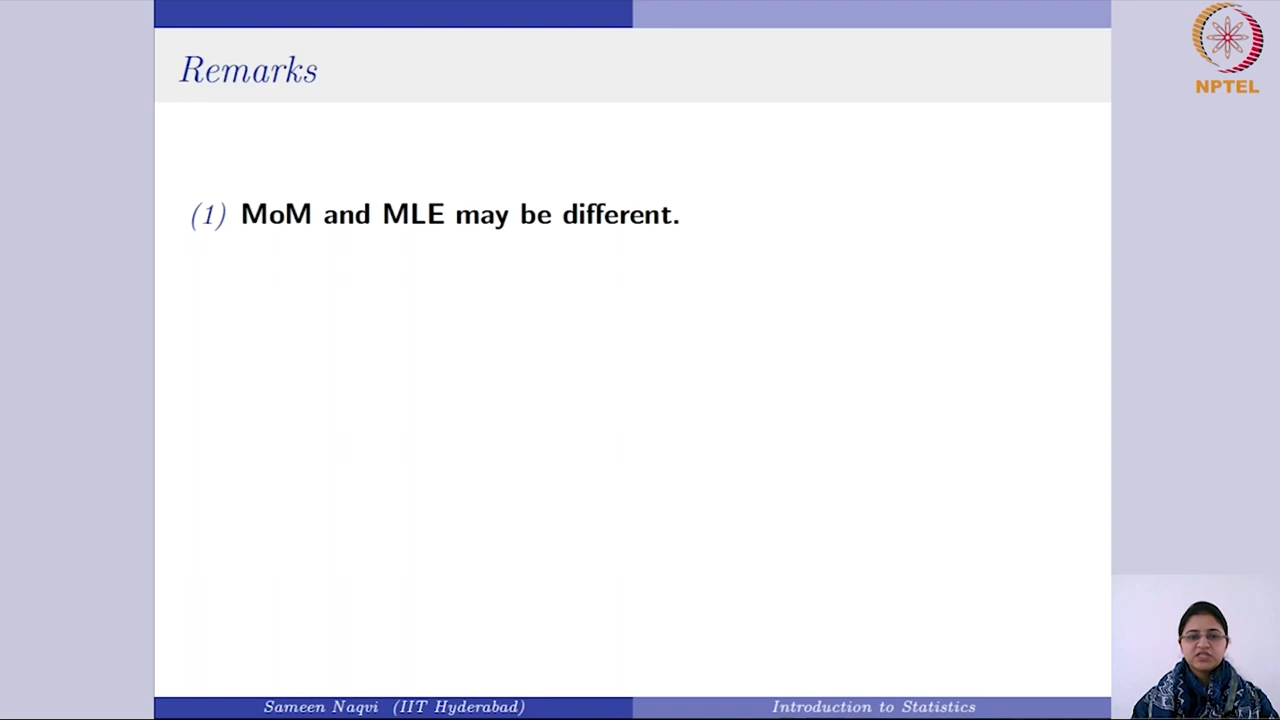 Remarks
NPTEL
(1) MoM and MLE may be different.
Sameen Naqvi (IIT Hyderabad)
Introduction to Statistics